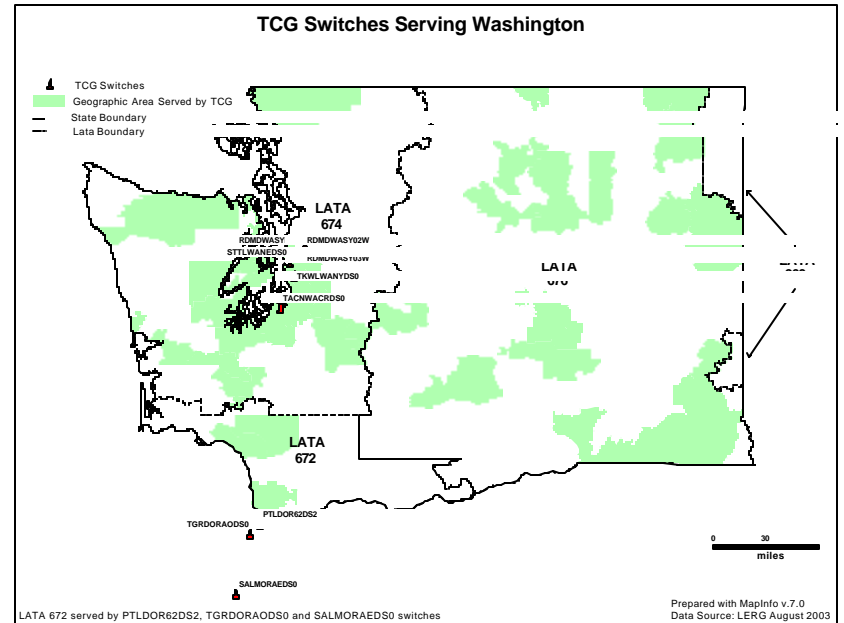 TCG Switches Serving Washington
TCG Switches
Geographic Area Served by TCG
State Boundary
Lata Boundary
LATA
674
RDMDWASY
RDMDWASY02W
STTLWANEDS0
RDMDWASY03W
TKWLWANYDS0
TACNWACRDS0
LATA
LATA
672
PTLDOR62DS2
TGRDORAODS0
SALMORAEDS0
0 30
miles
LATA 672 served by PTLDOR62DS2, TGRDORAODS0 and SALMORAEDS0 switches
Prepared with MapInfo v.7.0
Data Source: LERG August 2003